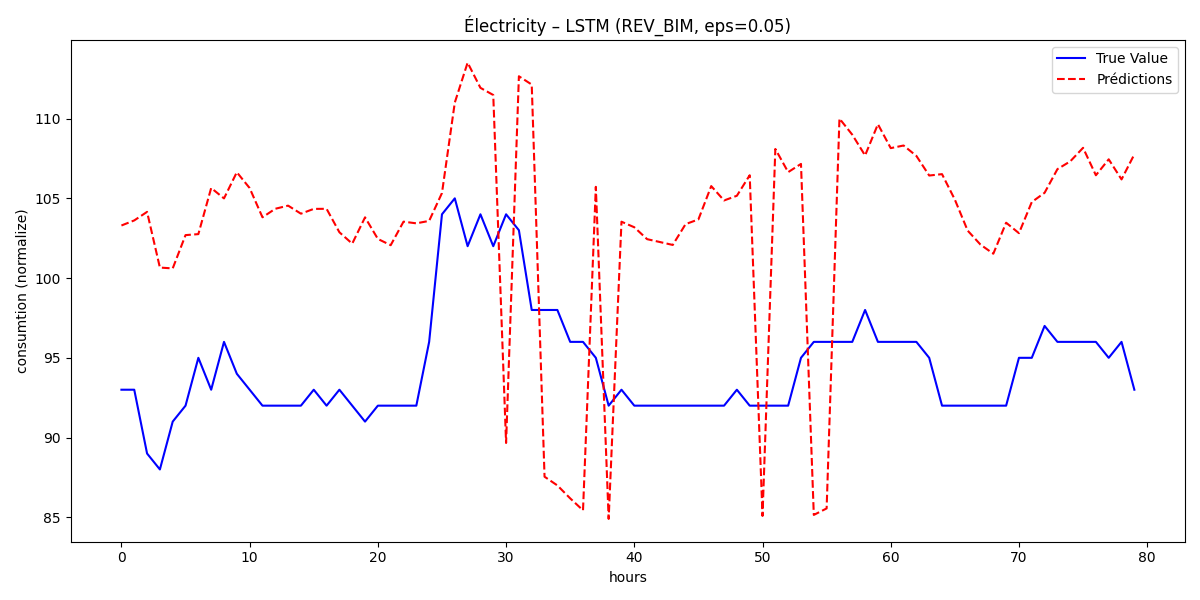 Électricity – LSTM (REV_BIM, eps=0.05)
True Value
Prédictions
consumtion (normalize)
110
105
100
95
90
85
0 10 20 30 40 50 60 70 80
hours